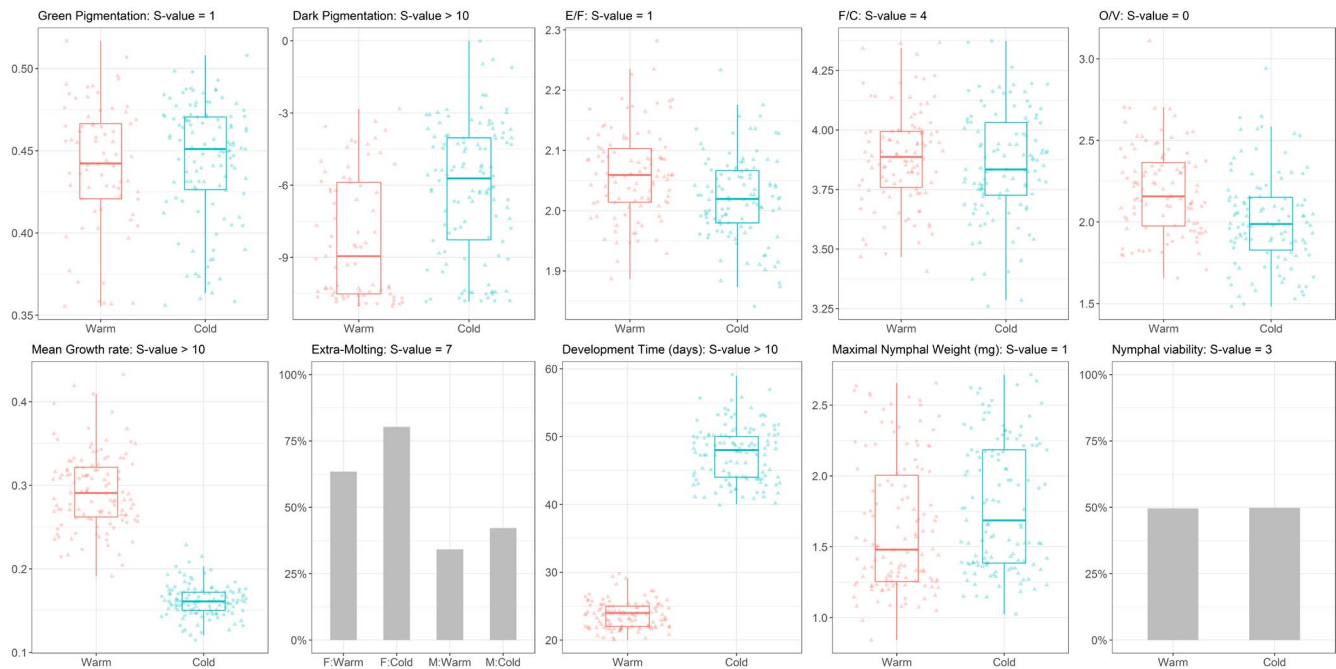 Green Pigmentation: S-value = 1
0.50
0.45
0.40
0.35
Warm
Cold
Dark Pigmentation: S-value > 10
0
-3
-6
-9
Warm
Cold
E/F: S-value = 1
2.3
2.2
2.1
2.0
1.9
Warm
Cold
F/C: S-value = 4
4.25
4.00
3.75
3.50
3.25
Warm
Cold
O/V: S-value = 0
3.0
2.5
2.0
1.5
Warm
Cold
Mean Growth rate: S-value > 10
0.4
0.3
0.2
0.1
Warm
Cold
Extra-Molting: S-value = 7
100%
75%
50%
25%
0%
F:Warm
F:Cold
M:Warm
M:Cold
Development Time (days): S-value > 10
60
50
40
30
20
Warm
Cold
Maximal Nymphal Weight (mg): S-value = 1
2.5
2.0
1.5
1.0
Warm
Cold
Nymphal viability: S-value = 3
100%
75%
50%
25%
0%
Warm
Cold